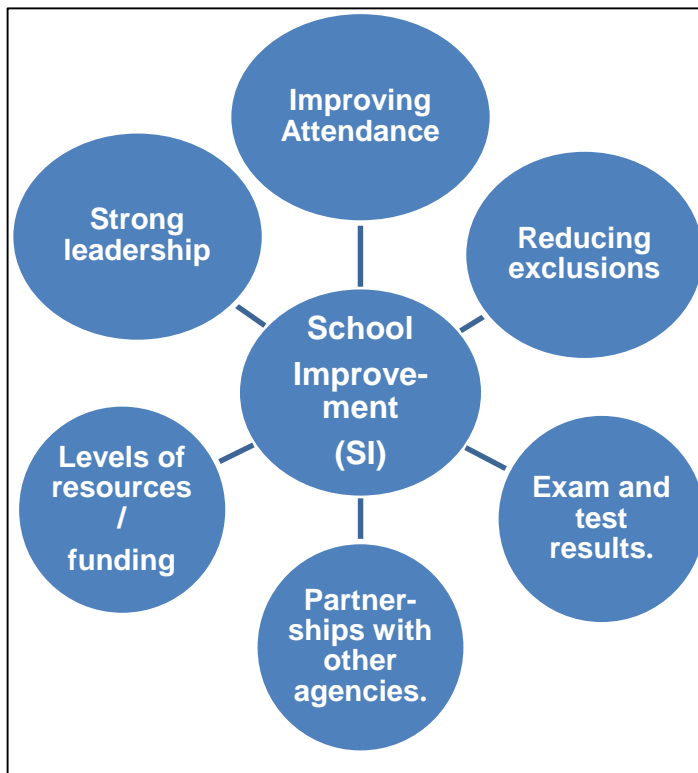 Improving
Attendance
Strong
leadership
Reducing
exclusions
School
Improve-
ment
(SI)
Levels of
resources
/
funding
Exam and
test
results.
Partner-
ships with
other
agencies.